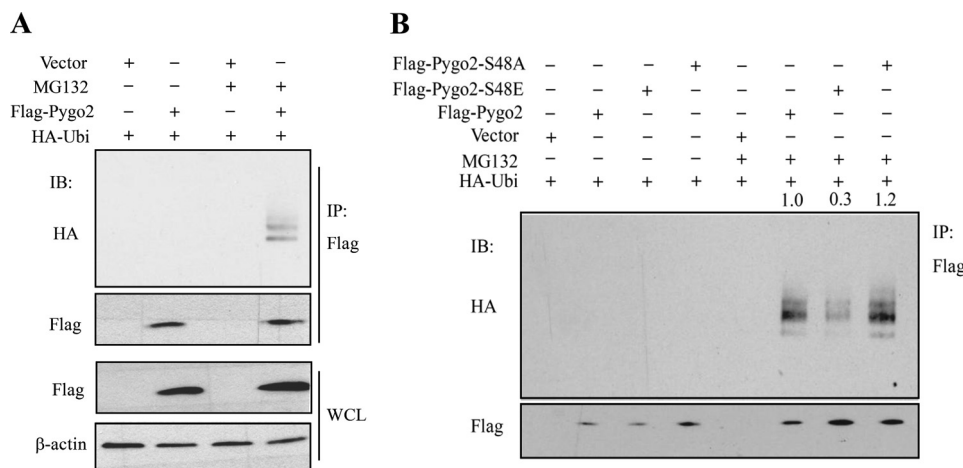 A
Vector + − + −
MG132 − − + +
Flag-Pygo2 − + − +
HA-Ubi + + + +
IB:
HA
IP:
Flag
Flag
Flag
β-actin
WCL
B
Flag-Pygo2-S48A − − − + − − − +
Flag-Pygo2-S48E − − + − − − + −
Flag-Pygo2 − + − − − + − −
Vector + − − − + − − −
MG132 − − − − + + + +
HA-Ubi + + + + + + + +
1.0 0.3 1.2
IB:
HA
IP:
Flag
Flag